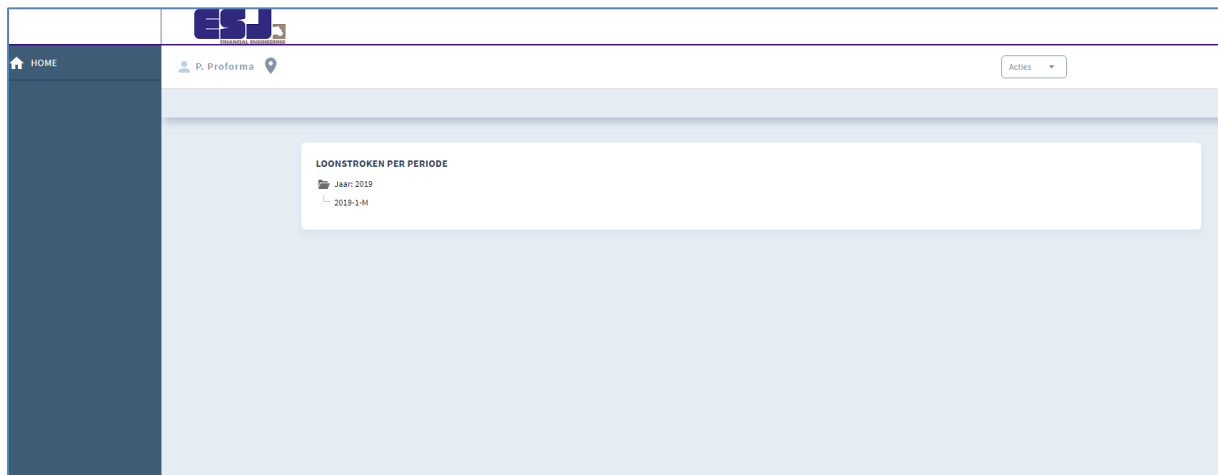 ESJ.
FINANCIAL ENGINEERING
HOME
P. Proforma
Acties
LOONSTROKEN PER PERIODE
Jaar: 2019
2019-1-M